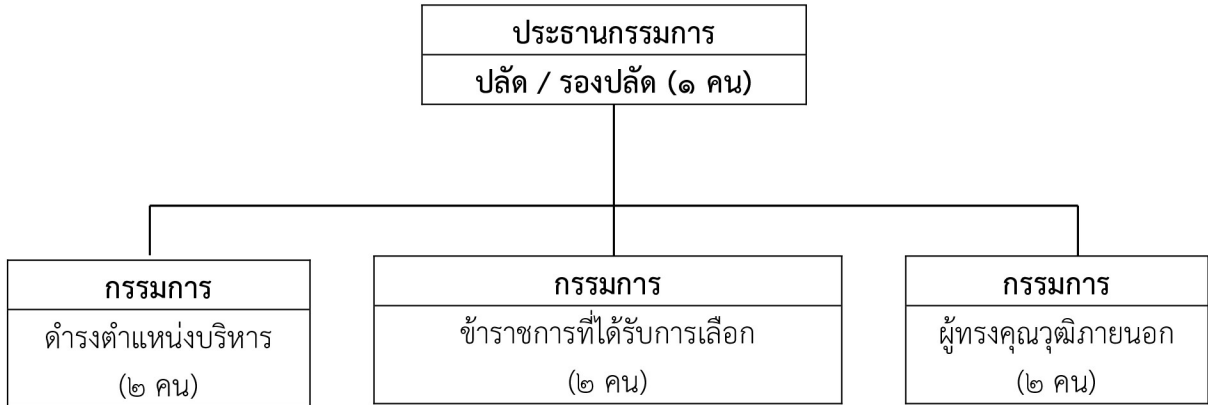 ประธานกรรมการ
ปลัด / รองปลัด (๑ คน)
กรรมการ
ดำรงตำแหน่งบริหาร
(๒ คน)
กรรมการ
ข้าราชการที่ได้รับการเลือก
(๒ คน)
กรรมการ
ผู้ทรงคุณวุฒิภายนอก
(๒ คน)